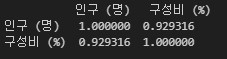 인구 (명) 구성비 (%)
인구 (명) 1.000000 0.929316
구성비 (%) 0.929316 1.000000